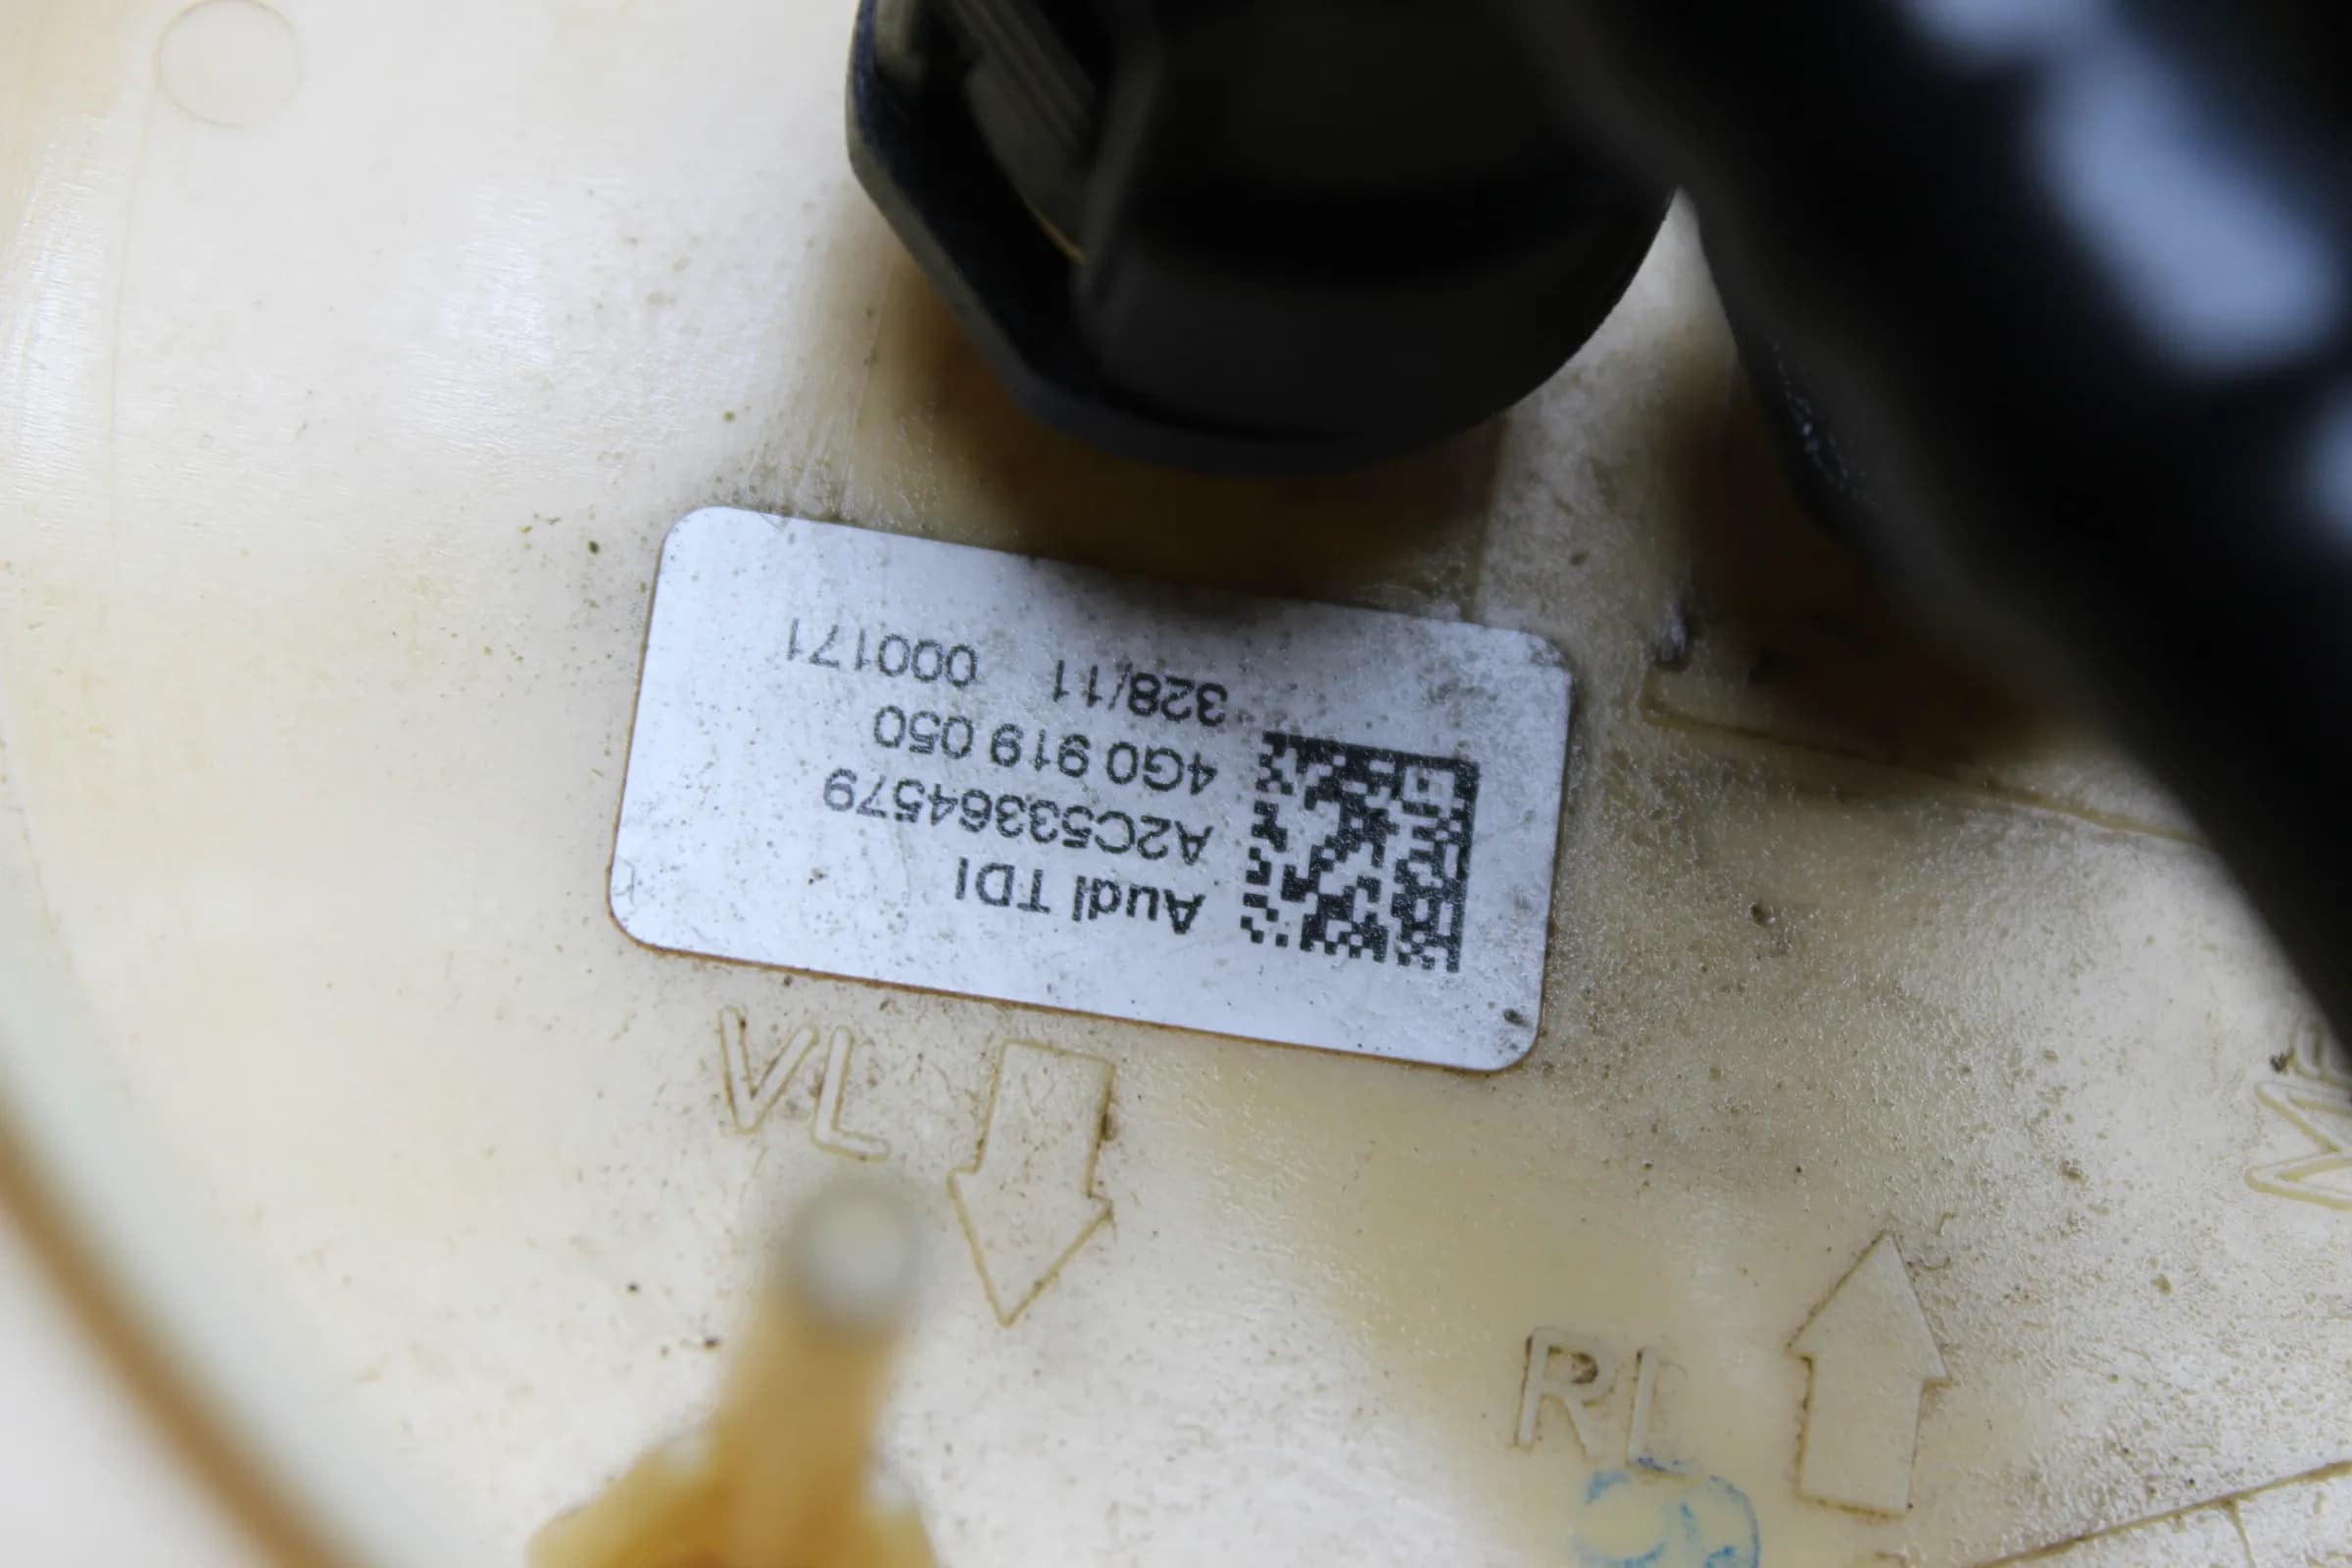 Audi TDI
A2C53364579
4G0 919 050
328/11 000171
VL
RL